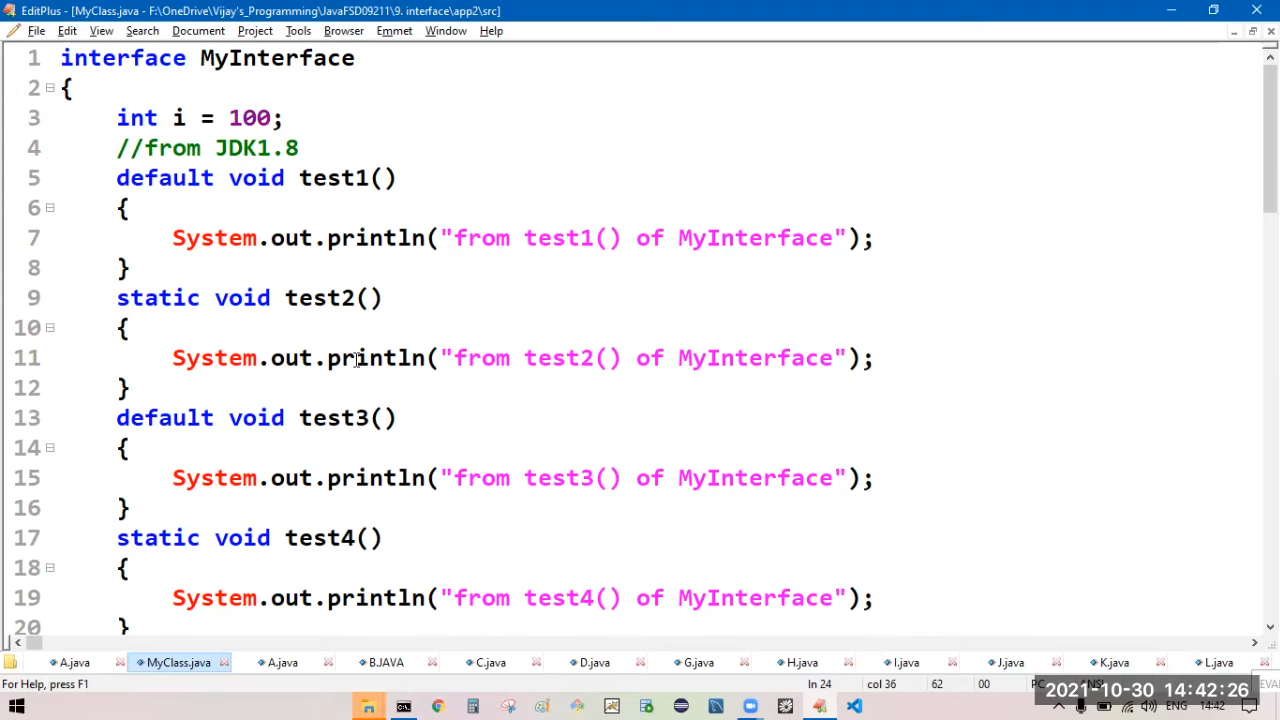 EditPlus - [MyClass.java - F:\OneDrive\Vijay's_Programming\JavaFSD09211\9. interface\app2\src]
File Edit View Search Document Project Tools Browser Emmet Window Help
1 interface MyInterface
2 {
3 int i = 100;
4 //from JDK1.8
5 default void test1()
6 {
7 System.out.println("from test1() of MyInterface");
8 }
9 static void test2()
10 {
11 System.out.println("from test2() of MyInterface");
12 }
13 default void test3()
14 {
15 System.out.println("from test3() of MyInterface");
16 }
17 static void test4()
18 {
19 System.out.println("from test4() of MyInterface");
20 }
A.java MyClass.java A.java B.JAVA C.java D.java G.java H.java I.java J.java K.java L.java
For Help, press F1 ln 24 col 36 62 00 PC
2021-10-30 14:42:26
ENG 14:42